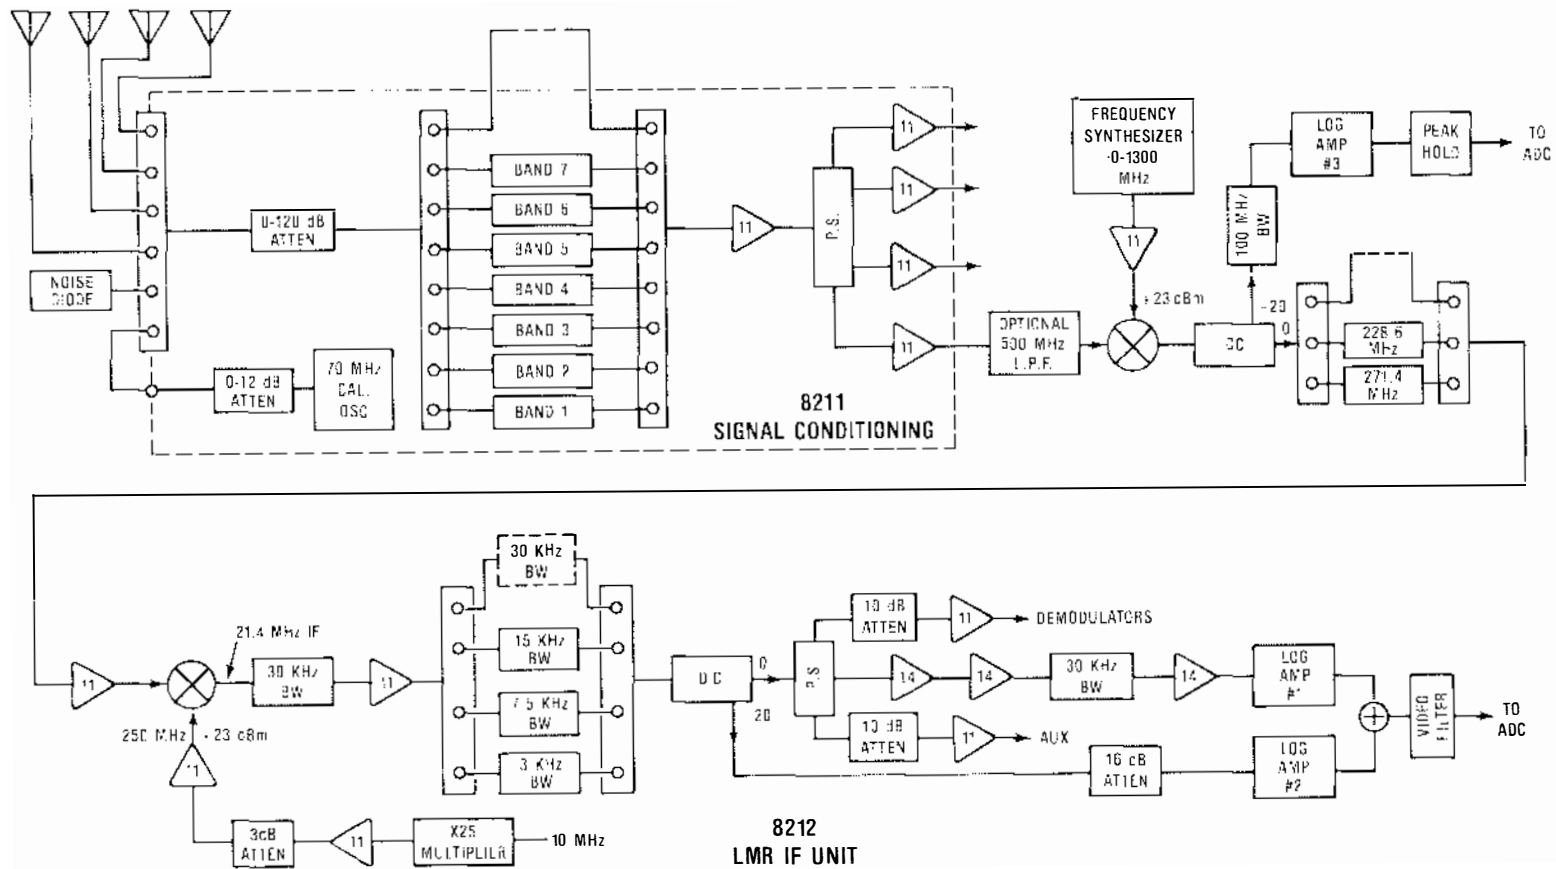 0-120 dB
ATTEN
NOISE
DIODE
0-12 dB
ATTEN
70 MHz
CAL.
OSC
BAND 7
BAND 6
BAND 5
BAND 4
BAND 3
BAND 2
BAND 1
11
P.S.
11
11
11
11
8211
SIGNAL CONDITIONING
OPTIONAL
500 MHz
L.P.F.
FREQUENCY
SYNTHESIZER
·0-1300
MHz
11
+23 dBm
DC
-20
0
100 MHz
BW
LOG
AMP
#3
PEAK
HOLD
TO
ADC
228.6
MHz
271.4
MHz
11
21.4 MHz IF
250 MHz
23 dBm
11
3dB
ATTEN
11
X25
MULTIPLIER
10 MHz
30 KHz
BW
11
30 KHz
BW
15 KHz
BW
7.5 KHz
BW
3 KHz
BW
DC
0
20
P.S
10 dB
ATTEN
11
DEMODULATORS
14
14
30 KHz
BW
14
LOG
AMP
#1
10 dB
ATTEN
11
AUX
16 dB
ATTEN
LOG
AMP
#2
VIDEO
FILTER
TO
ADC
8212
LMR IF UNIT